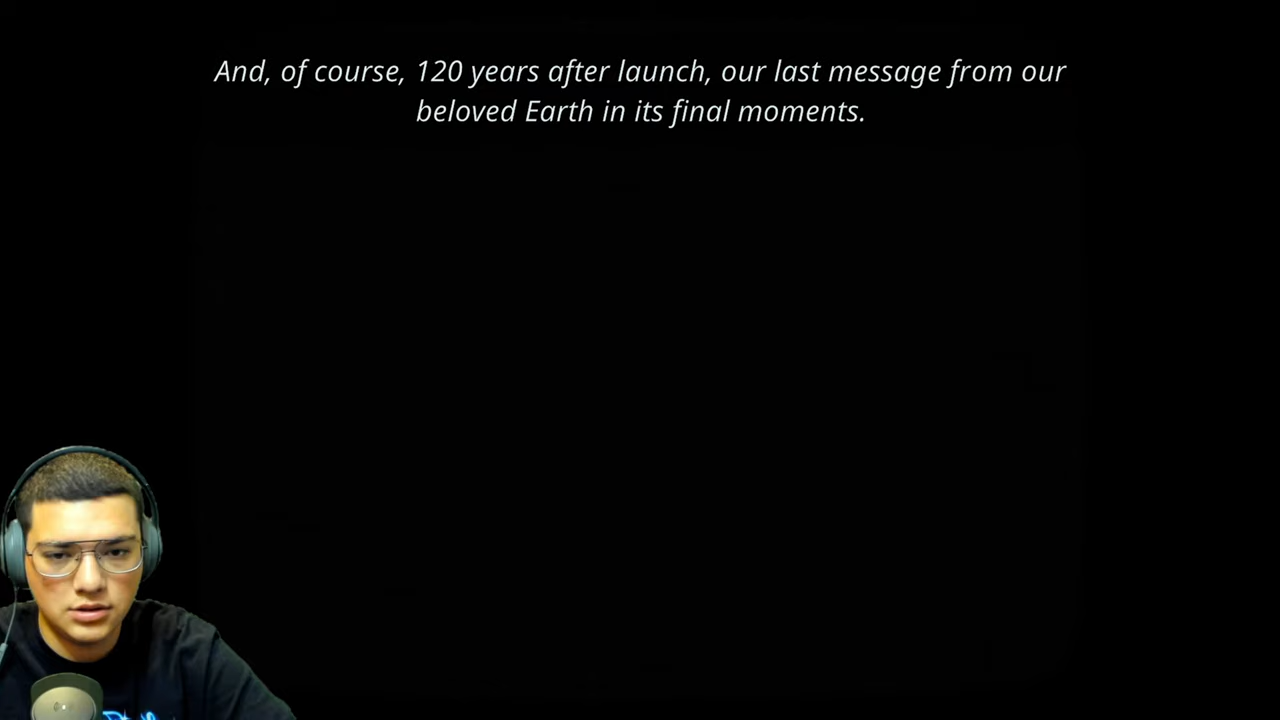 And, of course, 120 years after launch, our last message from our
beloved Earth in its final moments.